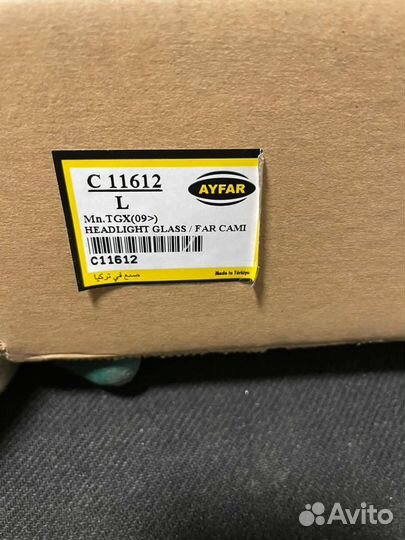 C 11612
L
AYFAR
Mn.TGX(09>)
HEADLIGHT GLASS / FAR CAMI
C11612
صنع في تركيا
Made in Türkiye
Avito